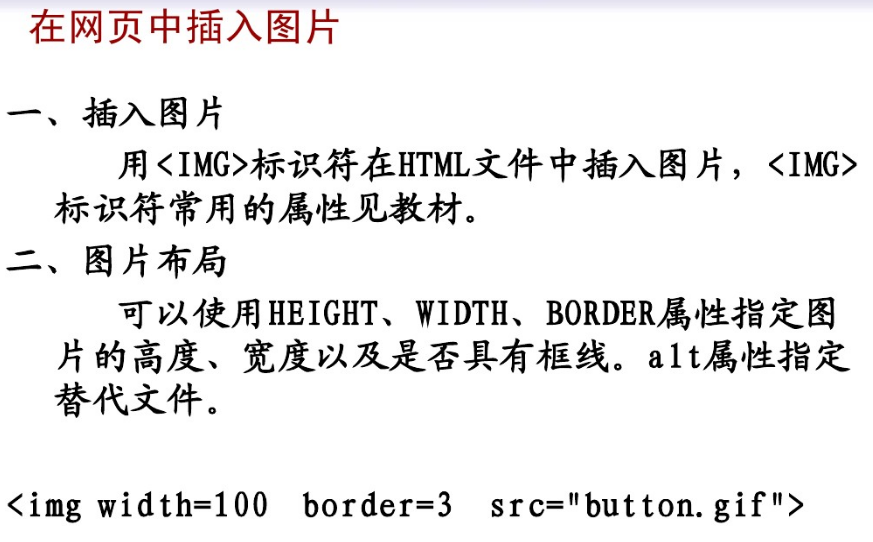 在网页中插入图片
一、插入图片
用<IMG>标识符在HTML文件中插入图片，<IMG>
标识符常用的属性见教材。
二、图片布局
可以使用HEIGHT、WIDTH、BORDER属性指定图
片的高度、宽度以及是否具有框线。alt属性指定
替代文件。
<img width=100 border=3 src="button.gif">